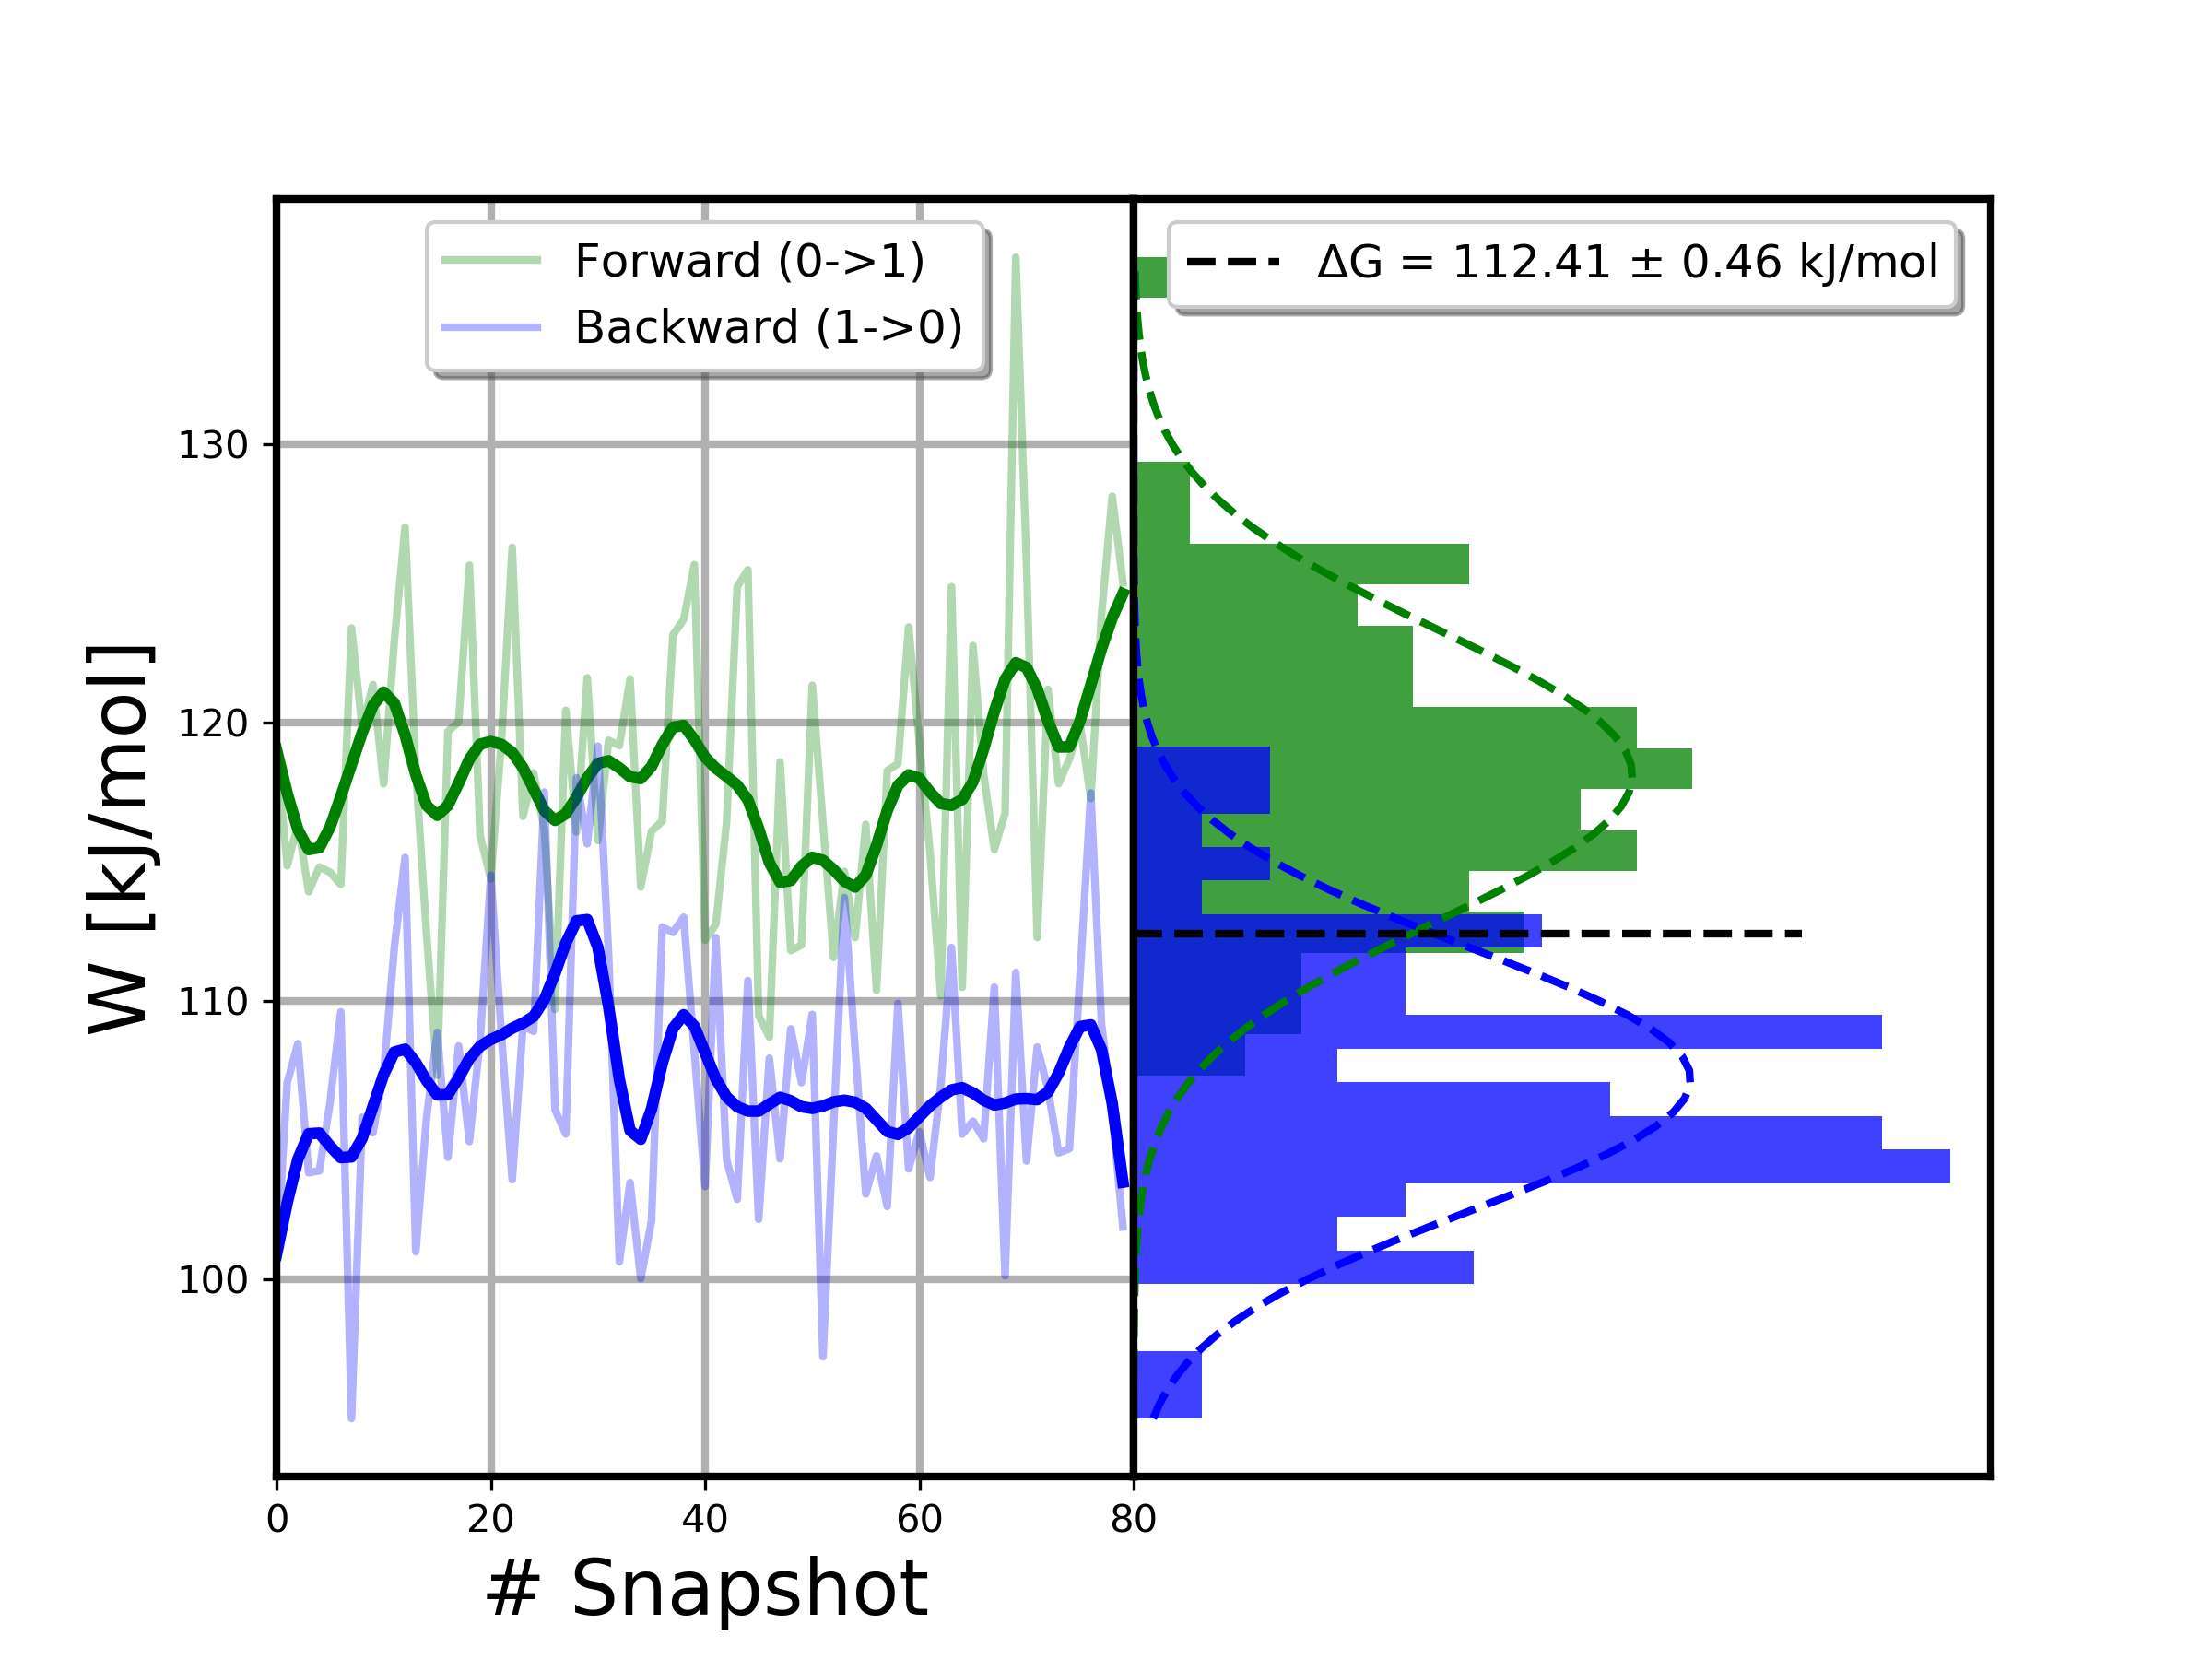 Forward (0->1)
Backward (1->0)
ΔG = 112.41 ± 0.46 kJ/mol
130
120
110
100
W [kJ/mol]
0 20 40 60 80
# Snapshot